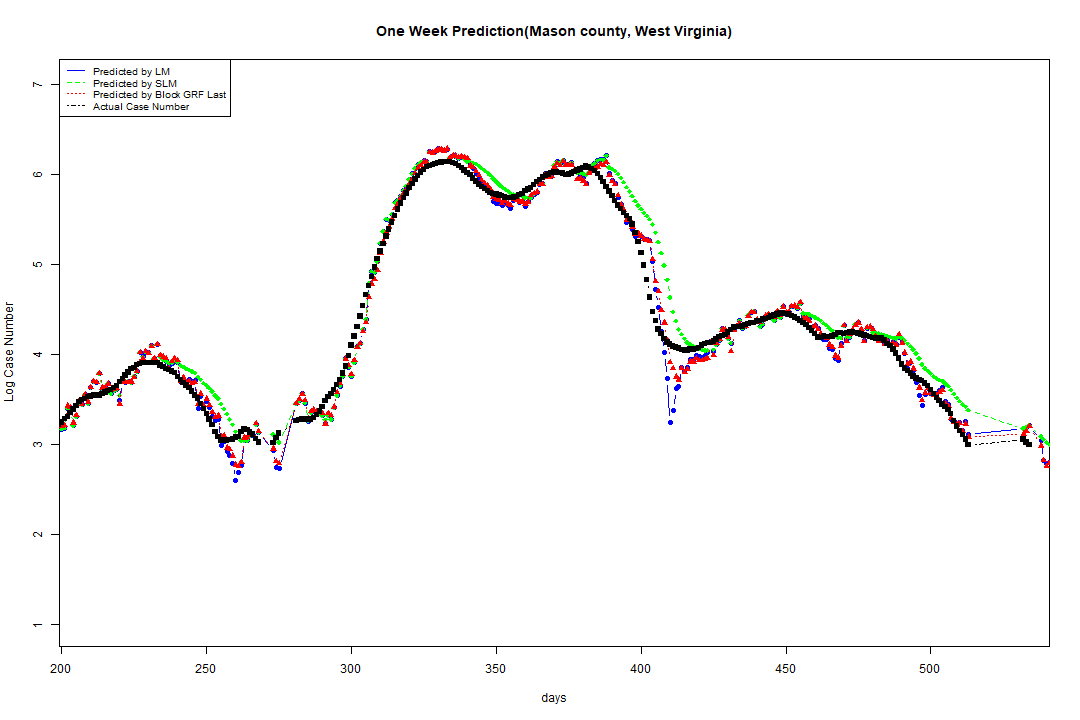 One Week Prediction(Mason county, West Virginia)
Predicted by LM
Predicted by SLM
Predicted by Block GRF Last
Actual Case Number
7
6
5
4
3
2
1
Log Case Number
200 250 300 350 400 450 500
days